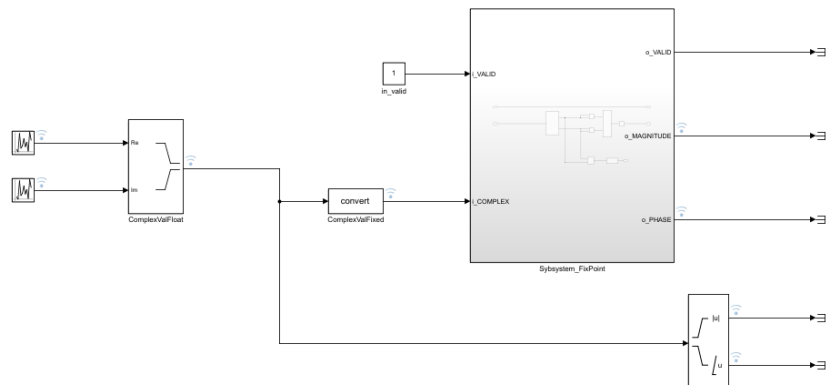 o_VALID
1
i_VALID
in_valid
Re
o_MAGNITUDE
Im
convert
i_COMPLEX
ComplexValFloat
ComplexValFixed
o_PHASE
Sybsystem_FixPoint
|u|
u